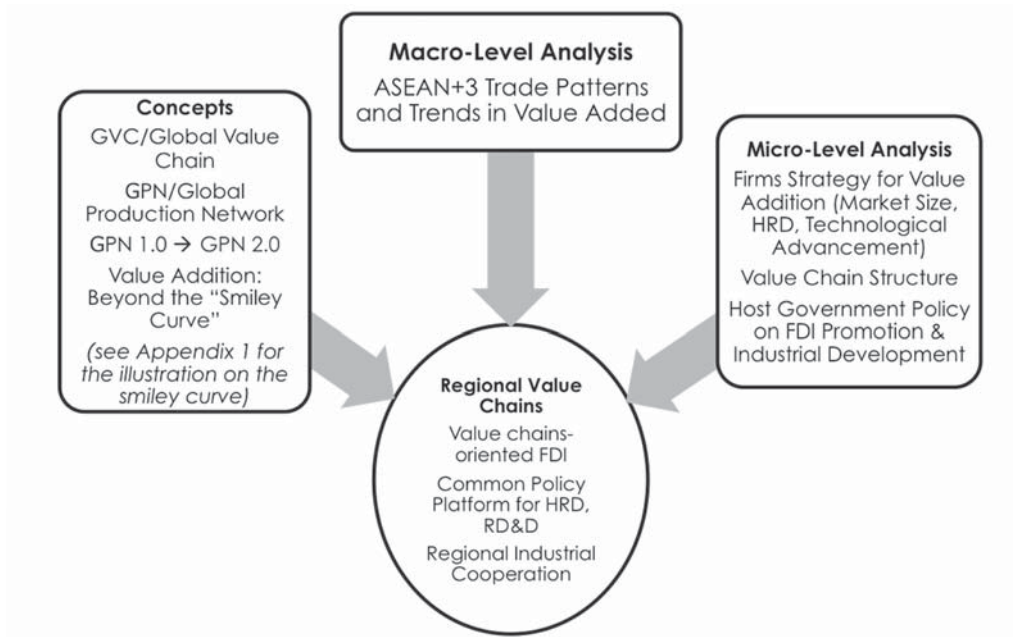 Macro-Level Analysis
ASEAN+3 Trade Patterns
and Trends in Value Added
Concepts
GVC/Global Value
Chain
GPN/Global
Production Network
GPN 1.0 → GPN 2.0
Value Addition:
Beyond the “Smiley
Curve”
(see Appendix 1 for
the illustration on the
smiley curve)
Micro-Level Analysis
Firms Strategy for Value
Addition (Market Size,
HRD, Technological
Advancement)
Value Chain Structure
Host Government Policy
on FDI Promotion &
Industrial Development
Regional Value
Chains
Value chains-
oriented FDI
Common Policy
Platform for HRD,
RD&D
Regional Industrial
Cooperation